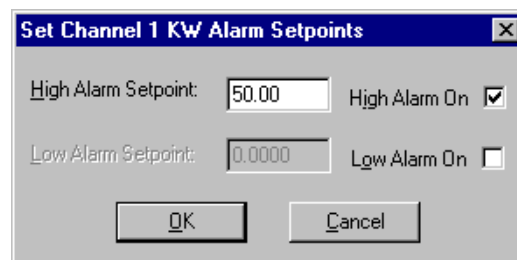 Set Channel 1 KW Alarm Setpoints
High Alarm Setpoint: 50.00 High Alarm On
Low Alarm Setpoint: 0.0000 Low Alarm On
OK Cancel